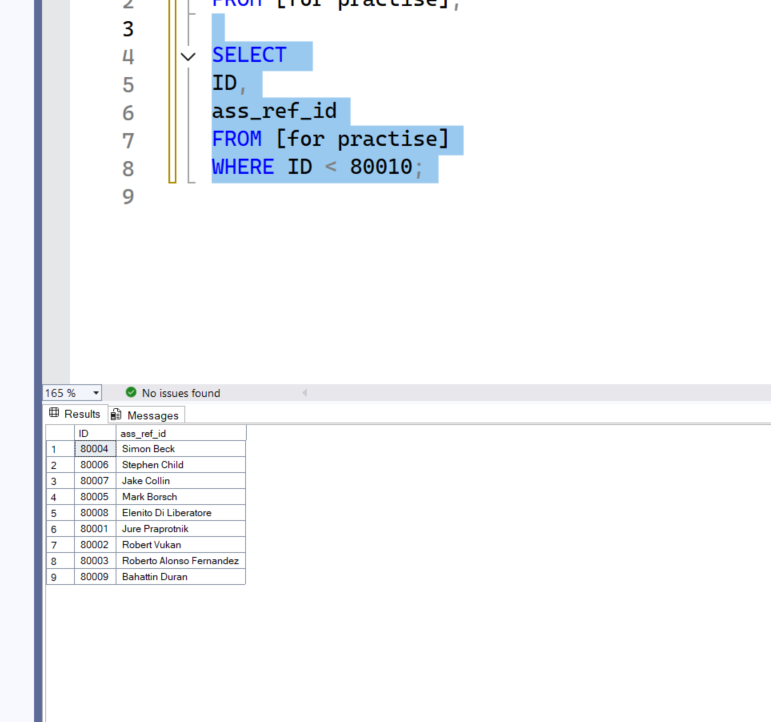 2 FROM [for practise];
3
4 SELECT
5 ID,
6 ass_ref_id
7 FROM [for practise]
8 WHERE ID < 80010;
9
165 % No issues found
Results Messages
ID ass_ref_id
1 80004 Simon Beck
2 80006 Stephen Child
3 80007 Jake Collin
4 80005 Mark Borsch
5 80008 Elenito Di Liberatore
6 80001 Jure Praprotnik
7 80002 Robert Vukan
8 80003 Roberto Alonso Fernandez
9 80009 Bahattin Duran